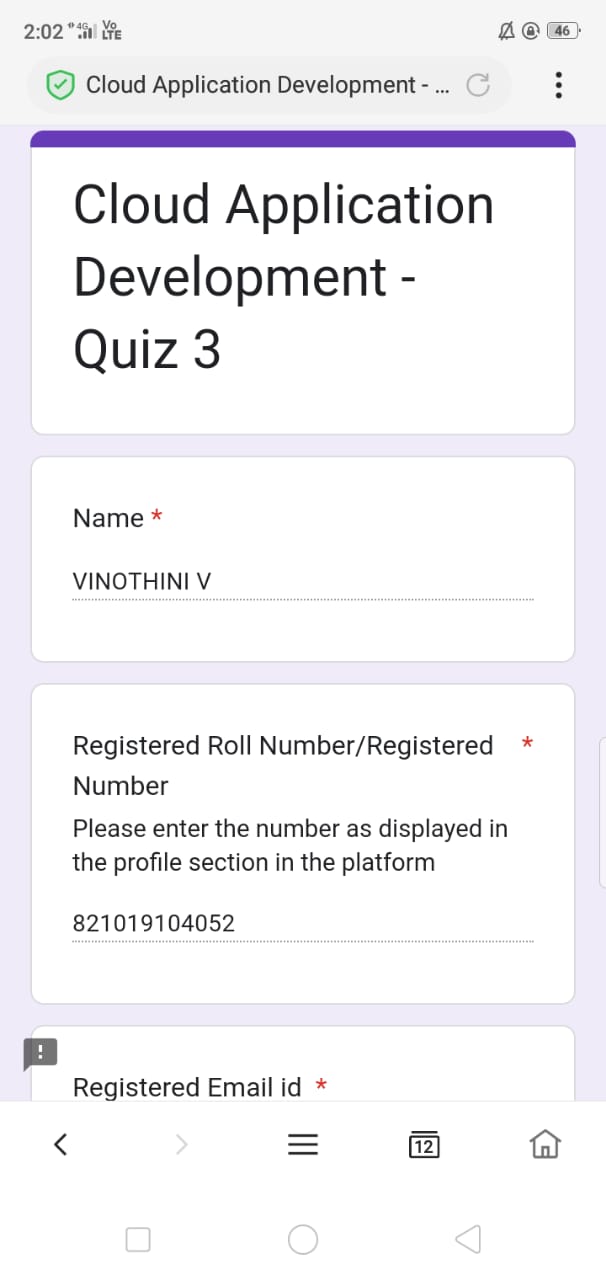 2:02 4G Vo LTE 46
Cloud Application Development - ...
Cloud Application
Development -
Quiz 3
Name *
VINOTHINI V
Registered Roll Number/Registered *
Number
Please enter the number as displayed in
the profile section in the platform
821019104052
!
Registered Email id *
12